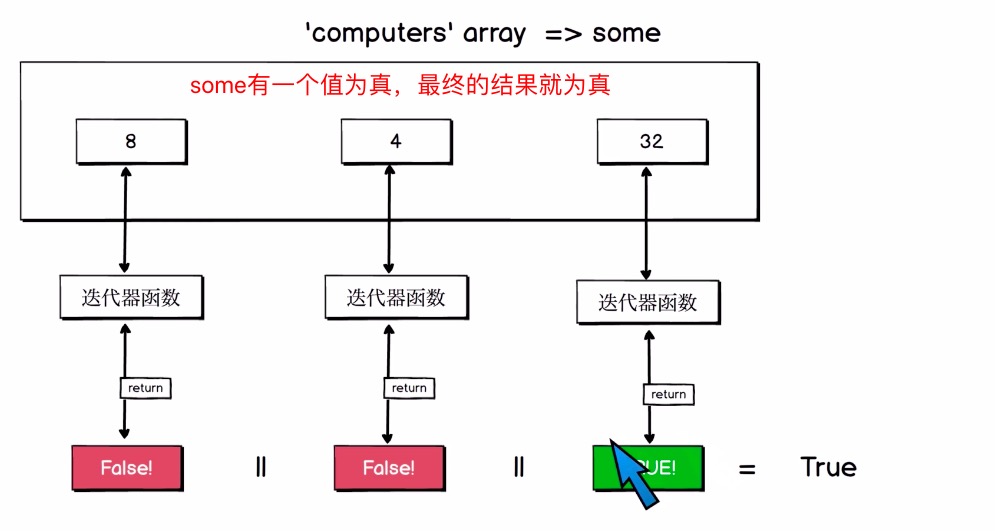 'computers' array => some
some有一个值为真，最终的结果就为真
8 4 32
迭代器函数 迭代器函数 迭代器函数
return return return
False! || False! || UE! = True